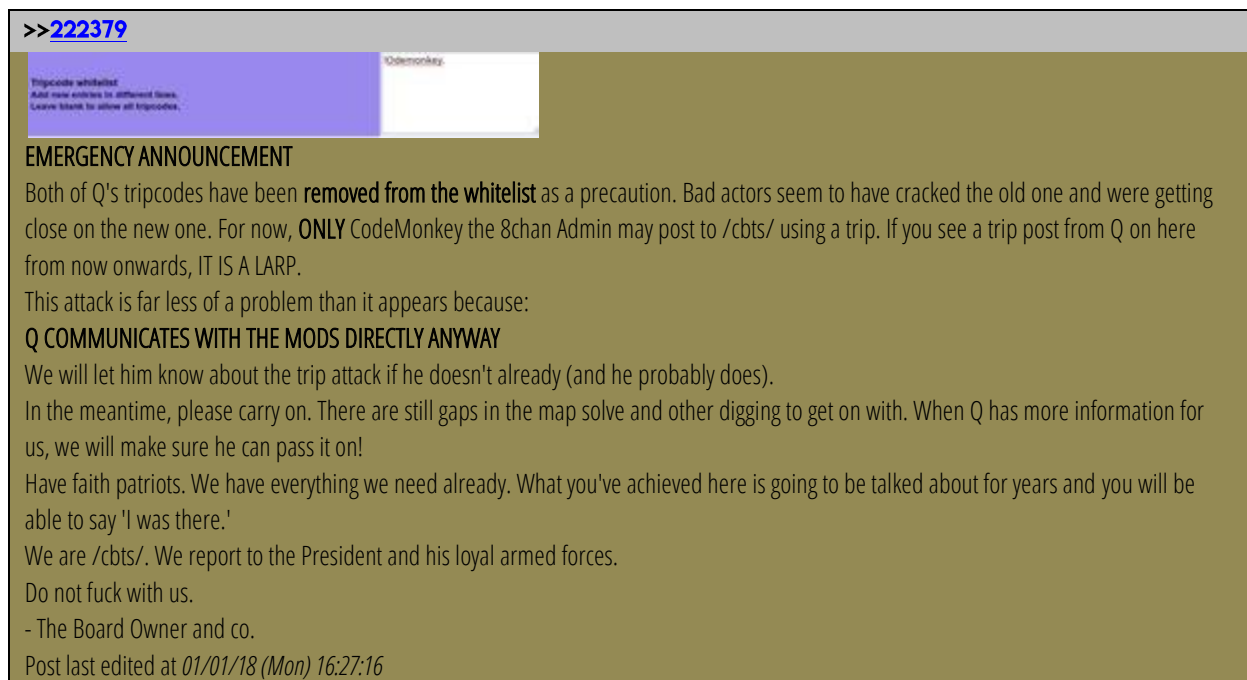 >>222379
!Odemonkey.
Tripcode whitelist
Add new entries in different lines.
Leave blank to allow all tripcodes.
EMERGENCY ANNOUNCEMENT
Both of Q's tripcodes have been removed from the whitelist as a precaution. Bad actors seem to have cracked the old one and were getting
close on the new one. For now, ONLY CodeMonkey the 8chan Admin may post to /cbts/ using a trip. If you see a trip post from Q on here
from now onwards, IT IS A LARP.
This attack is far less of a problem than it appears because:
Q COMMUNICATES WITH THE MODS DIRECTLY ANYWAY
We will let him know about the trip attack if he doesn't already (and he probably does).
In the meantime, please carry on. There are still gaps in the map solve and other digging to get on with. When Q has more information for
us, we will make sure he can pass it on!
Have faith patriots. We have everything we need already. What you've achieved here is going to be talked about for years and you will be
able to say 'I was there.'
We are /cbts/. We report to the President and his loyal armed forces.
Do not fuck with us.
- The Board Owner and co.
Post last edited at 01/01/18 (Mon) 16:27:16